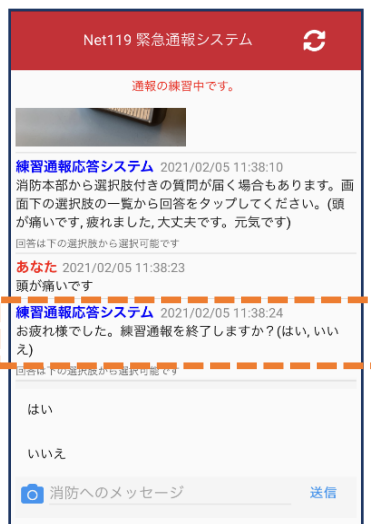 Net119 緊急通報システム
通報の練習中です。
練習通報応答システム 2021/02/05 11:38:10
消防本部から選択肢付きの質問が届く場合もあります。画
面下の選択肢の一覧から回答をタップしてください。(頭
が痛いです, 疲れました, 大丈夫です。元気です)
回答は下の選択肢から選択可能です
あなた 2021/02/05 11:38:23
頭が痛いです
練習通報応答システム 2021/02/05 11:38:24
お疲れ様でした。練習通報を終了しますか？(はい, いい
え)
回答は下の選択肢から選択可能です
はい
いいえ
消防へのメッセージ 送信